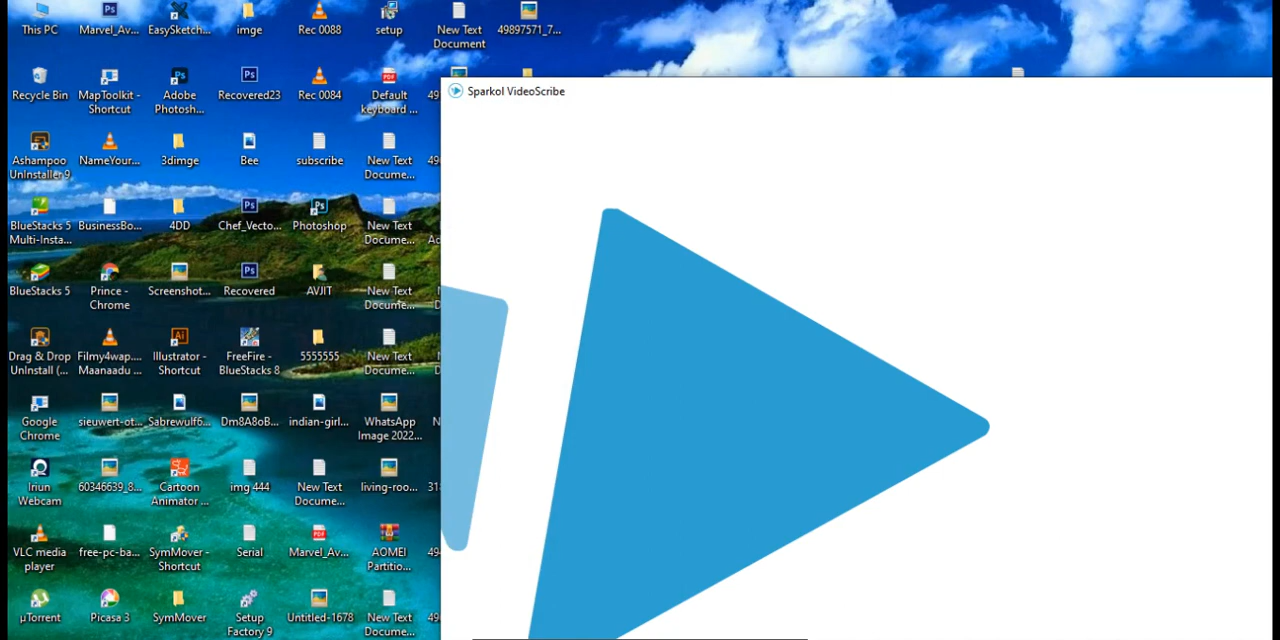 This PC
Marvel_Av...
EasySketch...
imge
Rec 0088
setup
New Text
Document
49897571_7...
Sparkol VideoScribe
Recycle Bin
MapToolkit -
Shortcut
Adobe
Photosh...
Recovered23
Rec 0084
Default
keyboard ...
Ashampoo
UnInstaller 9
NameYour...
3dimge
Bee
subscribe
New Text
Docume...
BlueStacks 5
Multi-Insta...
BusinessBo...
4DD
Chef_Vecto...
Photoshop
New Text
Docume...
BlueStacks 5
Prince -
Chrome
Screenshot...
Recovered
AVJIT
New Text
Docume...
Drag & Drop
UnInstall (...
Filmy4wap....
Maanaadu ...
Illustrator -
Shortcut
FreeFire -
BlueStacks 8
5555555
New Text
Docume...
Google
Chrome
sieuwert-ot...
Sabrewulf6...
Dm8A8oB...
indian-girl...
WhatsApp
Image 2022...
Iriun
Webcam
60346639_8...
Cartoon
Animator ...
img 444
New Text
Docume...
living-roo...
VLC media
player
free-pc-ba...
SymMover -
Shortcut
Serial
Marvel_Av...
AOMEI
Partitio...
µTorrent
Picasa 3
SymMover
Setup
Factory 9
Untitled-1678
New Text
Docume...